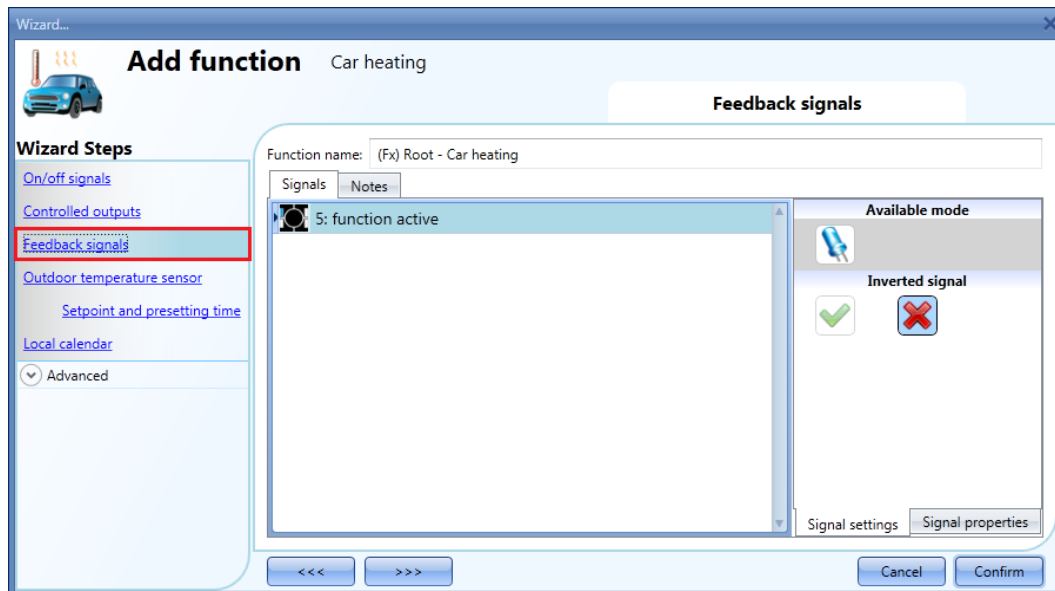 Wizard...
Add function Car heating
Feedback signals
Wizard Steps
On/off signals
Controlled outputs
Feedback signals
Outdoor temperature sensor
Setpoint and presetting time
Local calendar
Advanced
Function name: (Fx) Root - Car heating
Signals Notes
5: function active
Available mode
Inverted signal
Signal settings Signal properties
<<< >>> Cancel Confirm